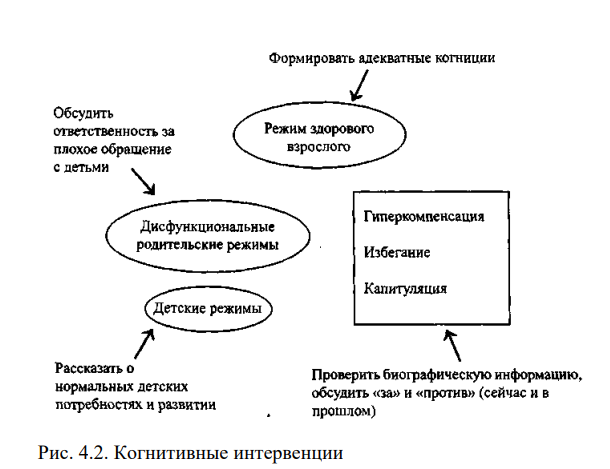 Формировать адекватные когниции
Обсудить
ответственность за
плохое обращение
с детьми
Режим здорового
взрослого
Дисфункциональные
родительские режимы
Гиперкомпенсация
Избегание
Капитуляция
Детские режимы
Рассказать о
нормальных детских
потребностях и развитии
Проверить биографическую информацию,
обсудить «за» и «против» (сейчас и в
прошлом)
Рис. 4.2. Когнитивные интервенции